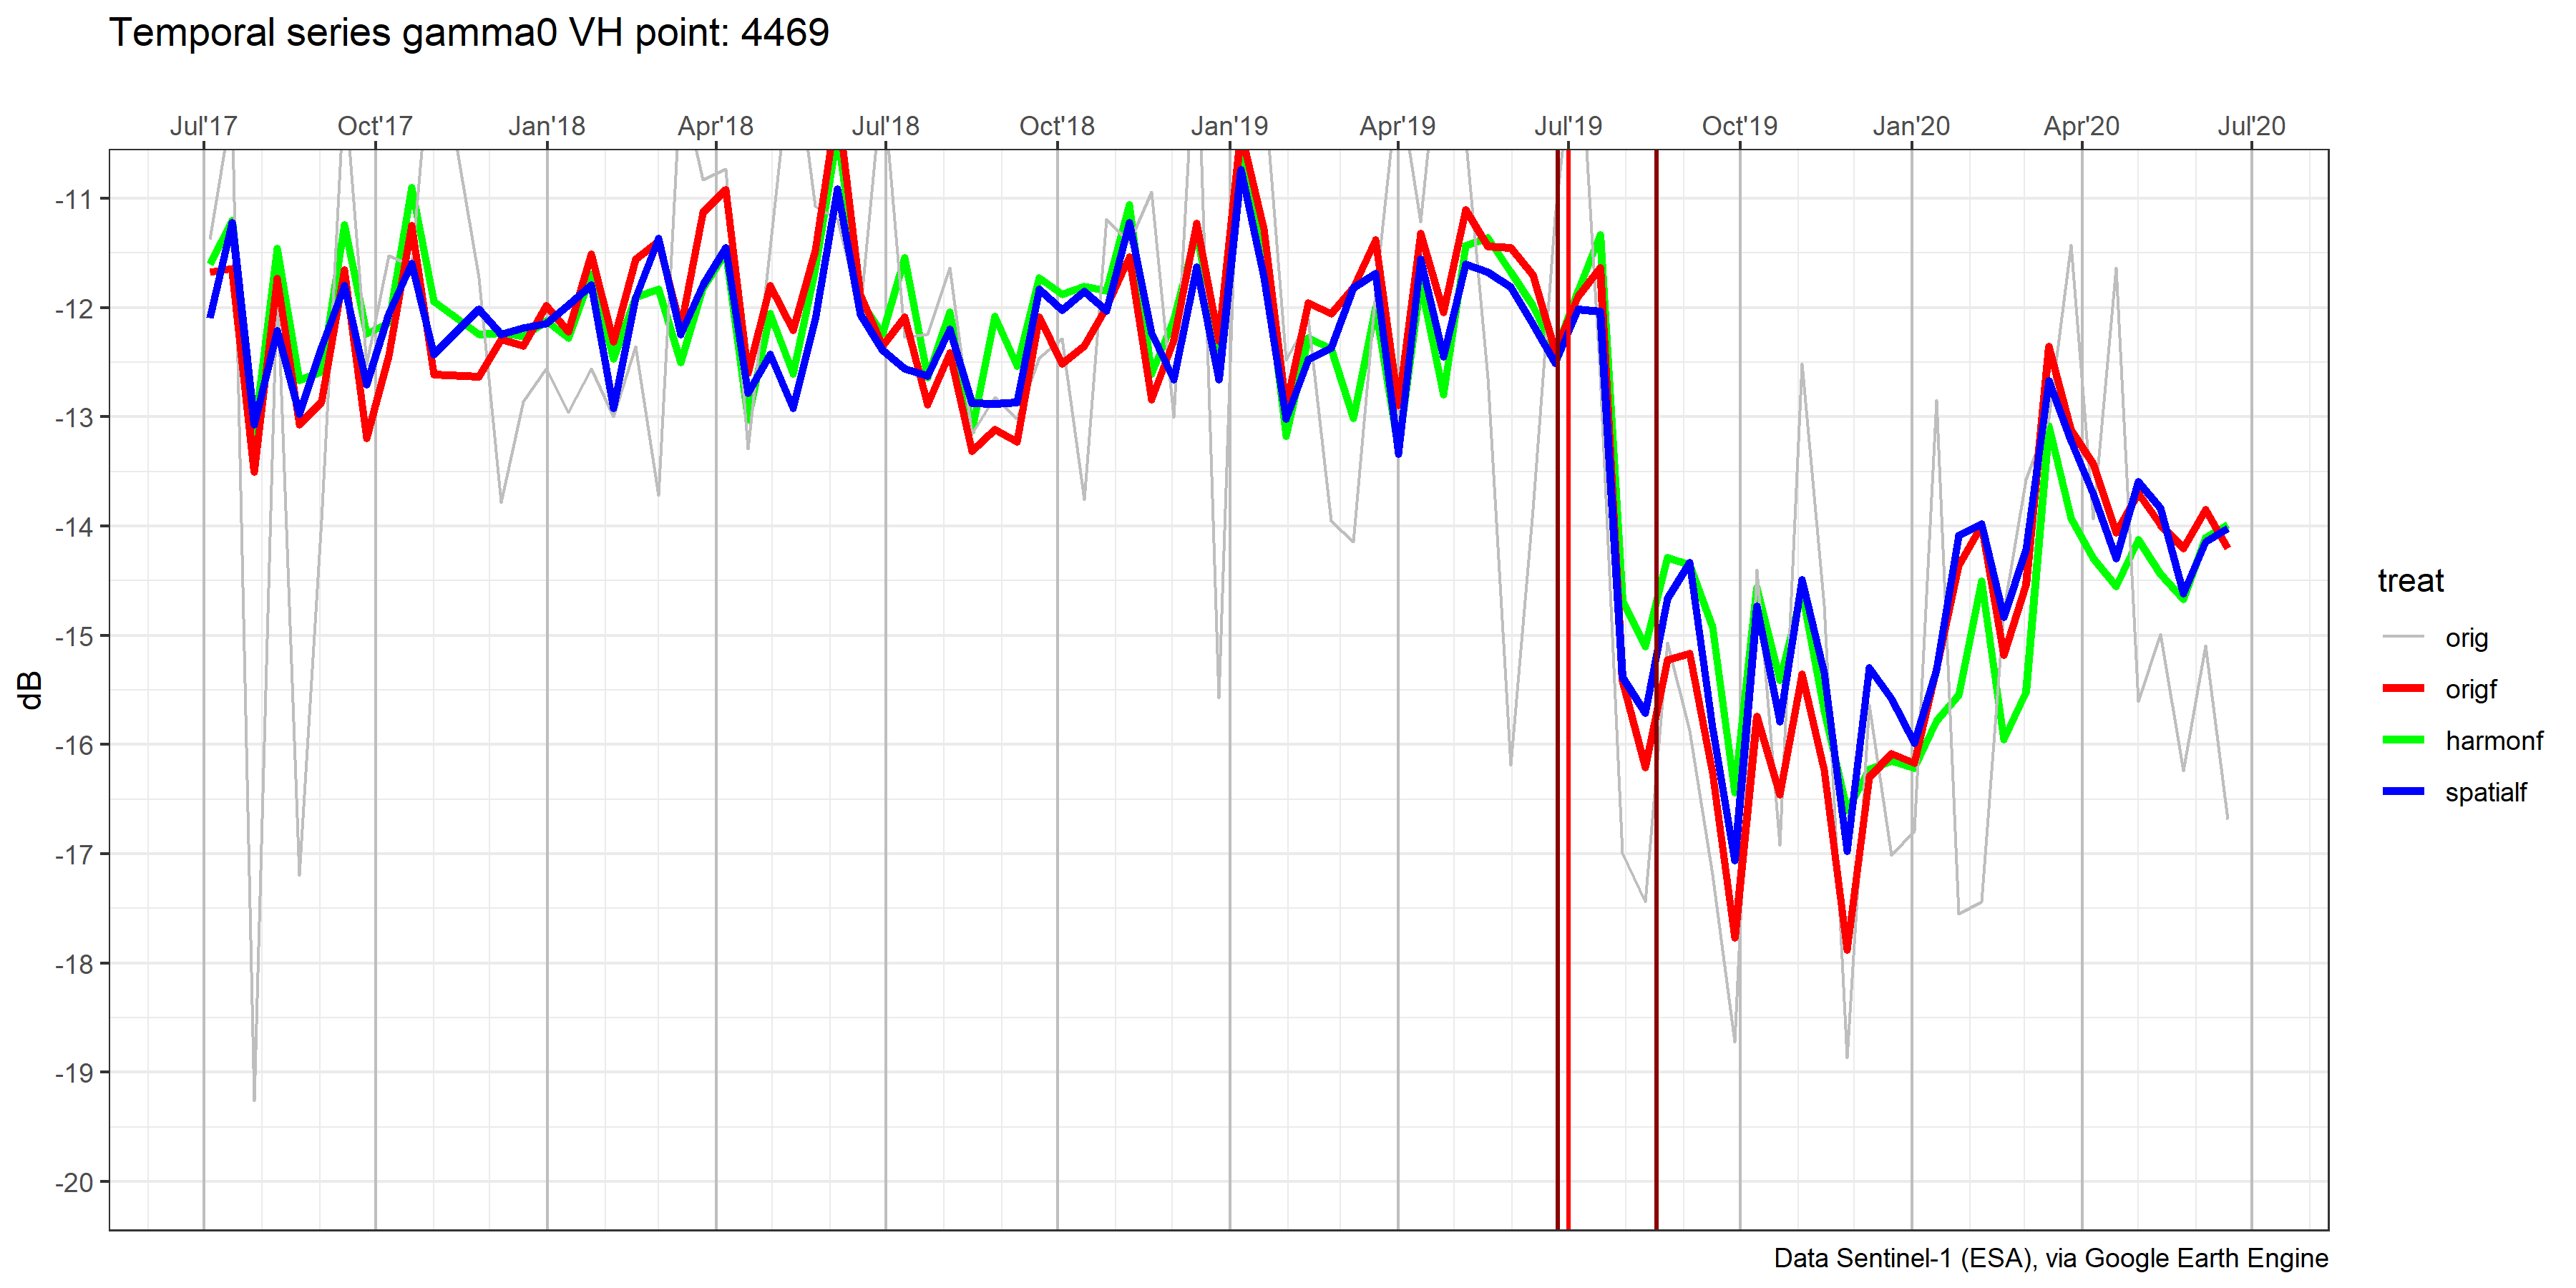 Temporal series gamma0 VH point: 4469
Jul'17 Oct'17 Jan'18 Apr'18 Jul'18 Oct'18 Jan'19 Apr'19 Jul'19 Oct'19 Jan'20 Apr'20 Jul'20
-11
-12
-13
-14
-15
-16
-17
-18
-19
-20
dB
treat
orig
origf
harmonf
spatialf
Data Sentinel-1 (ESA), via Google Earth Engine